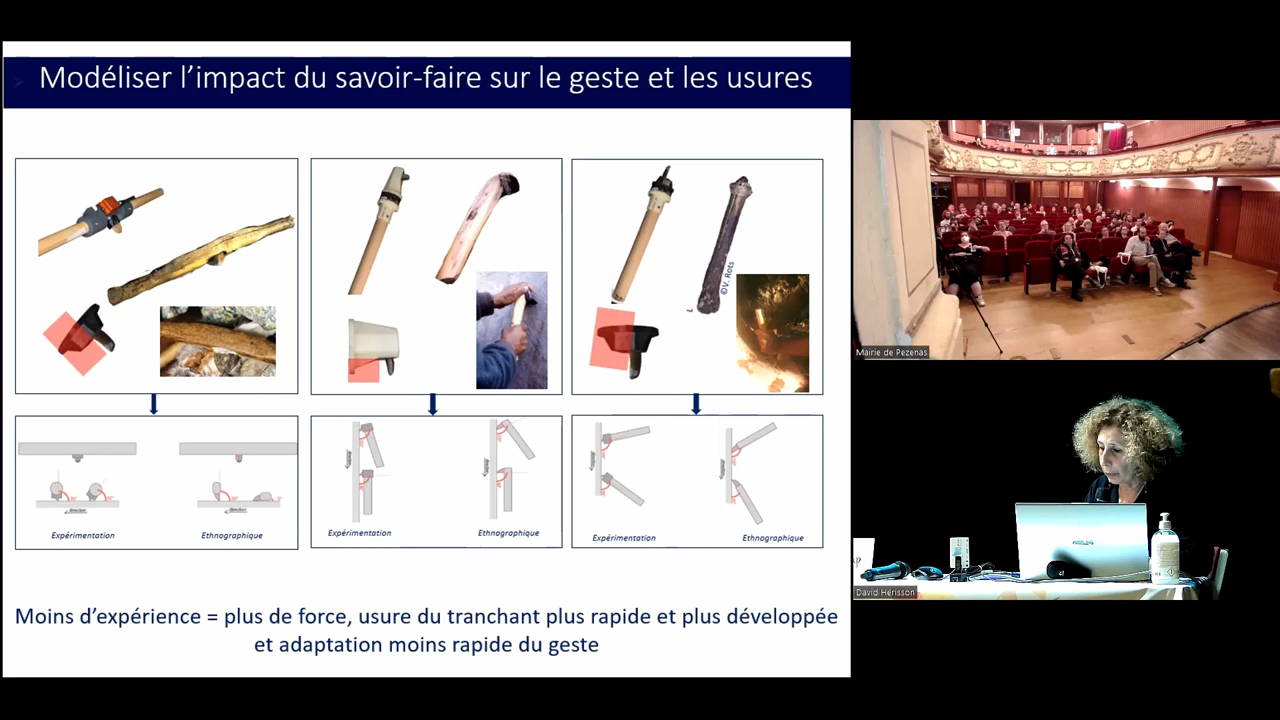 Modéliser l’impact du savoir-faire sur le geste et les usures
©V. Rots
Expérimentation
Ethnographique
Expérimentation
Ethnographique
Expérimentation
Ethnographique
Moins d’expérience = plus de force, usure du tranchant plus rapide et plus développée
et adaptation moins rapide du geste
Mairie de Pezenas
David Hérisson